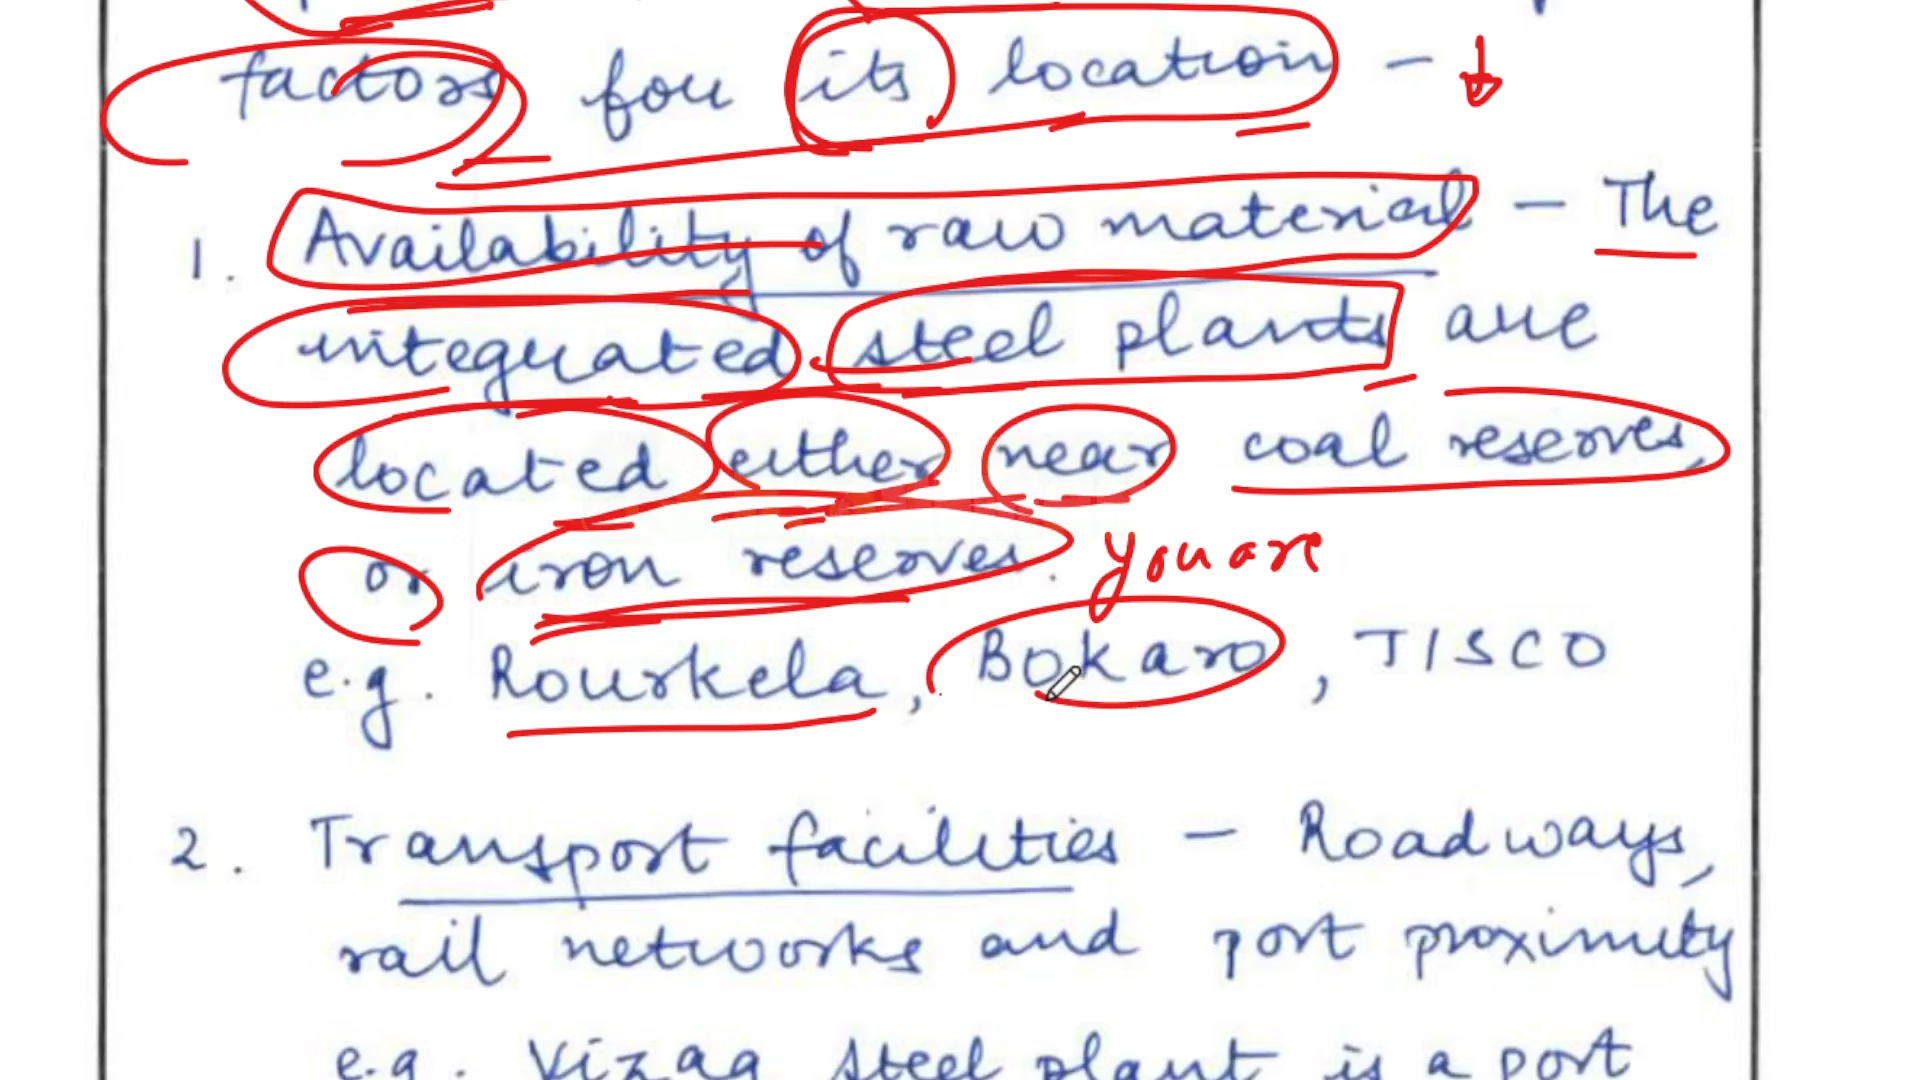 factors for its location -
1. Availability of raw material - The
integrated steel plants are
located either near coal reserves,
or iron reserves. you are
e.g. Rourkela, Bokaro, TISCO
2. Transport facilities - Roadways,
rail networks and port proximity
e.g. Vizag steel plant is a port